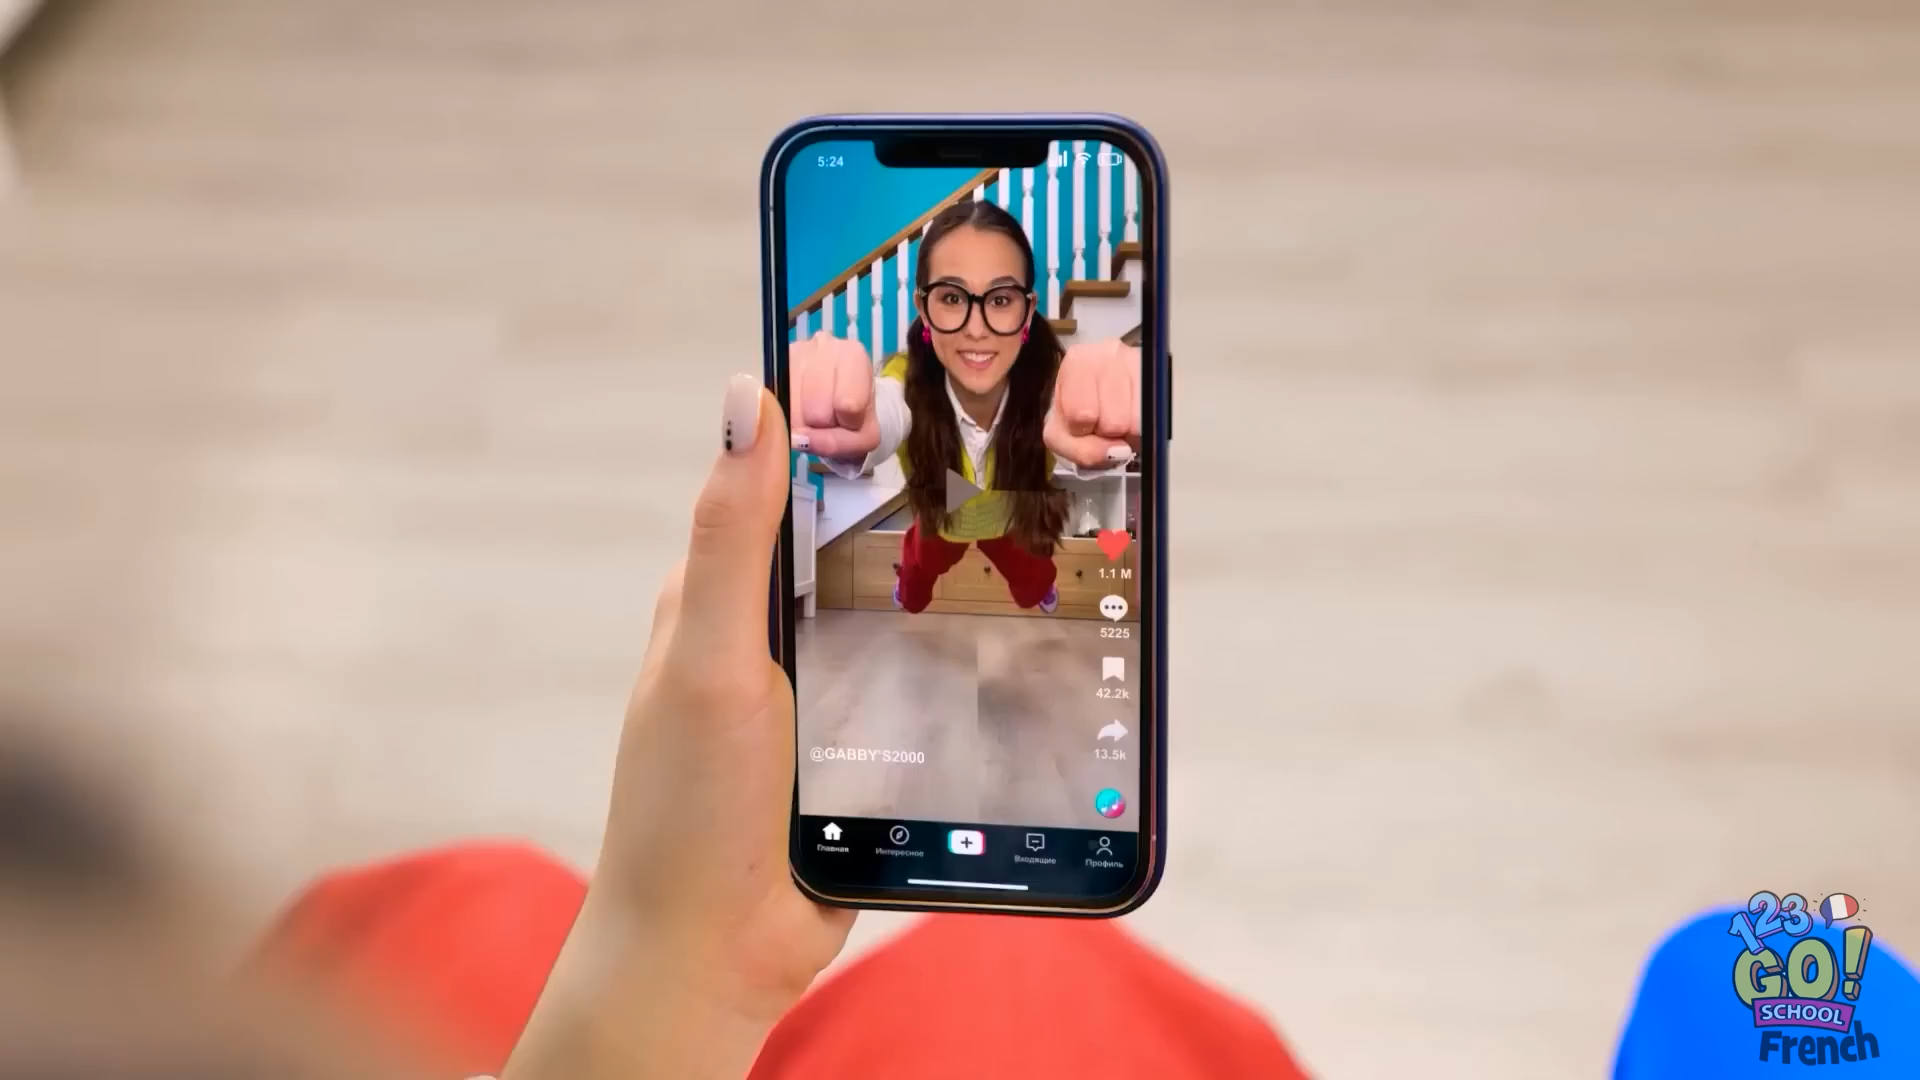 5:24
1.1 M
5225
42.2k
13.5k
@GABBY'S2000
Главная
Интересное
Входящие
Профиль
123
GO!
SCHOOL
French